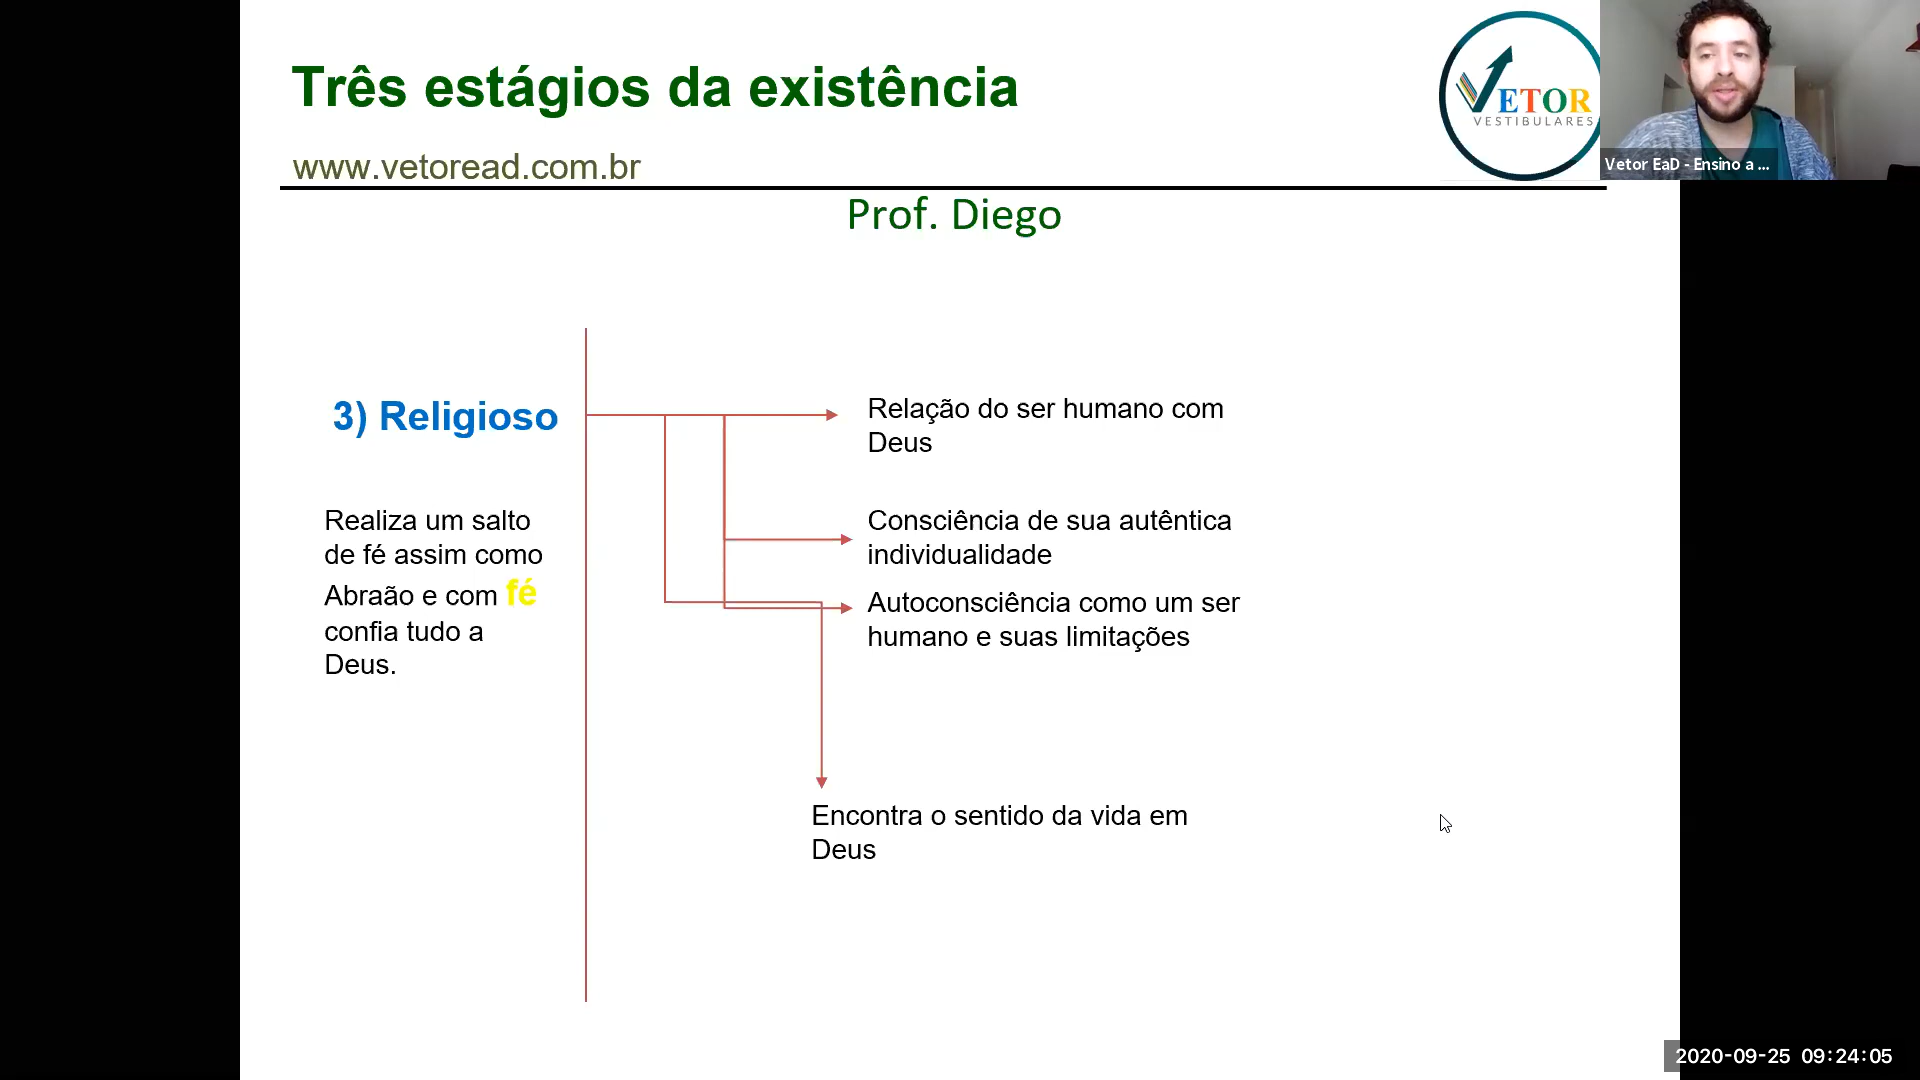 Três estágios da existência
www.vetoread.com.br
VETOR
VESTIBULARES
Vetor EaD - Ensino a ...
Prof. Diego
3) Religioso
Realiza um salto
de fé assim como
Abraão e com fé
confia tudo a
Deus.
Relação do ser humano com
Deus
Consciência de sua autêntica
individualidade
Autoconsciência como um ser
humano e suas limitações
Encontra o sentido da vida em
Deus
2020-09-25 09:24:05